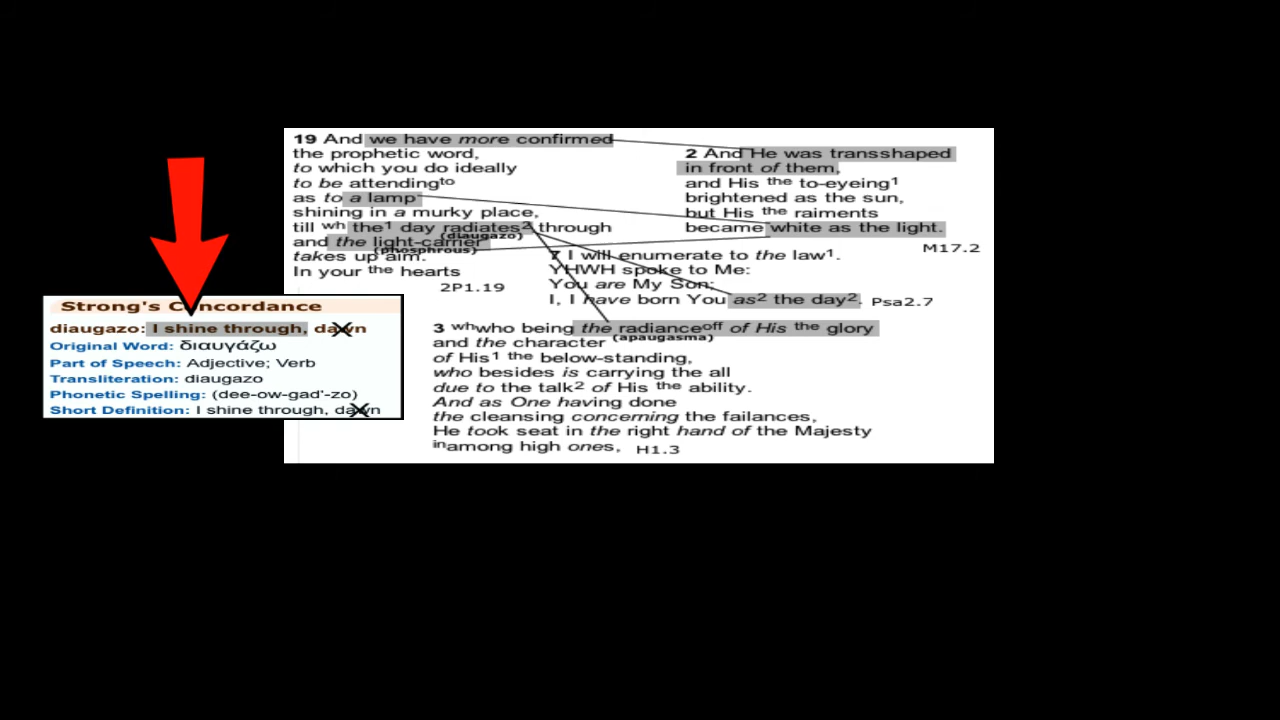 19 And we have more confirmed
the prophetic word,
to which you do ideally
to be attending to
as to a lamp
shining in a murky place,
till wh the1 day radiates2 through
(diaugazo)
and the light-carrier
(phosphrous)
takes up aim.
In your the hearts
2P1.19
2 And He was transshaped
in front of them,
and His the to-eyeing1
brightened as the sun,
but His the raiments
became white as the light.
M17.2
7 I will enumerate to the law1.
YHWH spoke to Me:
You are My Son;
I, I have born You as2 the day2. Psa2.7
3 wh who being the radiance off of His the glory
(apaugasma)
and the character
of His1 the below-standing,
who besides is carrying the all
due to the talk2 of His the ability.
And as One having done
the cleansing concerning the failances,
He took seat in the right hand of the Majesty
in among high ones, H1.3
Strong's Concordance
diaugazo: I shine through, dawn
Original Word: διαυγάζω
Part of Speech: Adjective; Verb
Transliteration: diaugazo
Phonetic Spelling: (dee-ow-gad'-zo)
Short Definition: I shine through, dawn